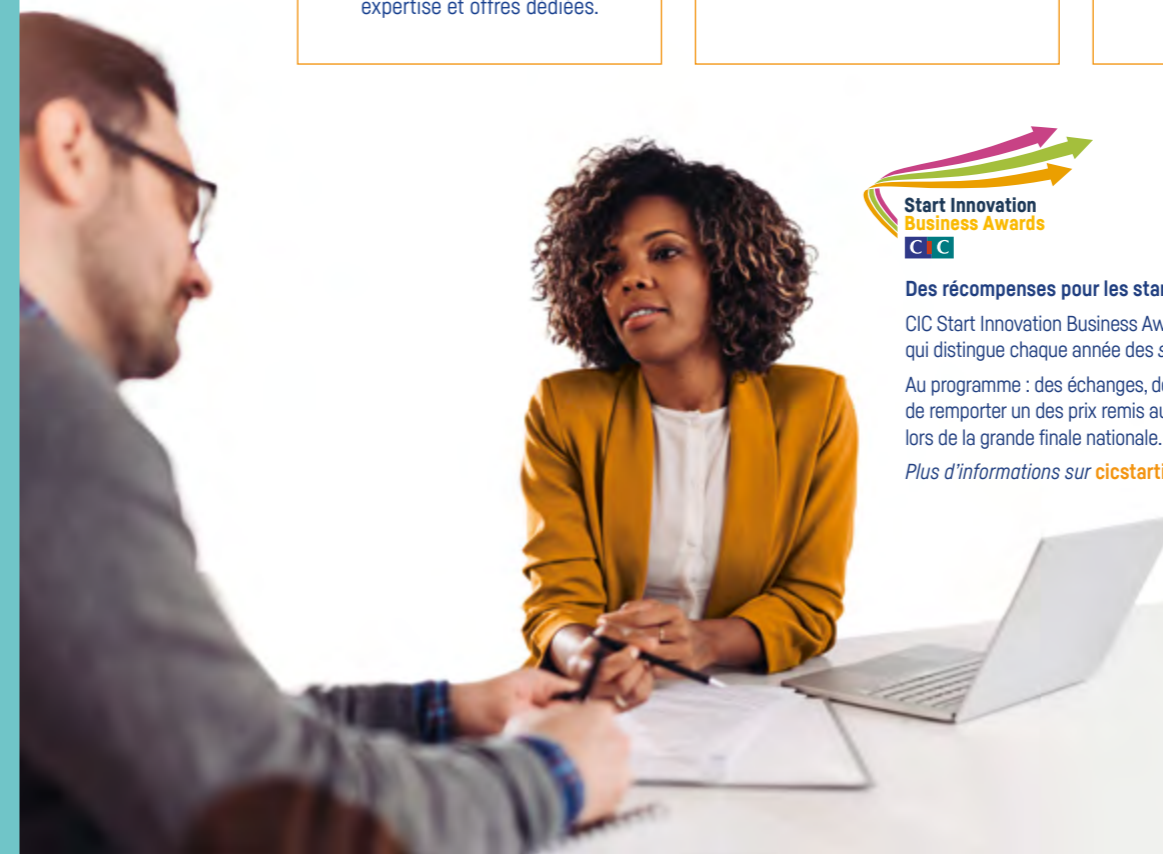 expertise et offres dédiées.
Start Innovation
Business Awards
CIC
Des récompenses pour les star
CIC Start Innovation Business Aw
qui distingue chaque année des s
Au programme : des échanges, de
de remporter un des prix remis au
lors de la grande finale nationale.
Plus d'informations sur cicstarti